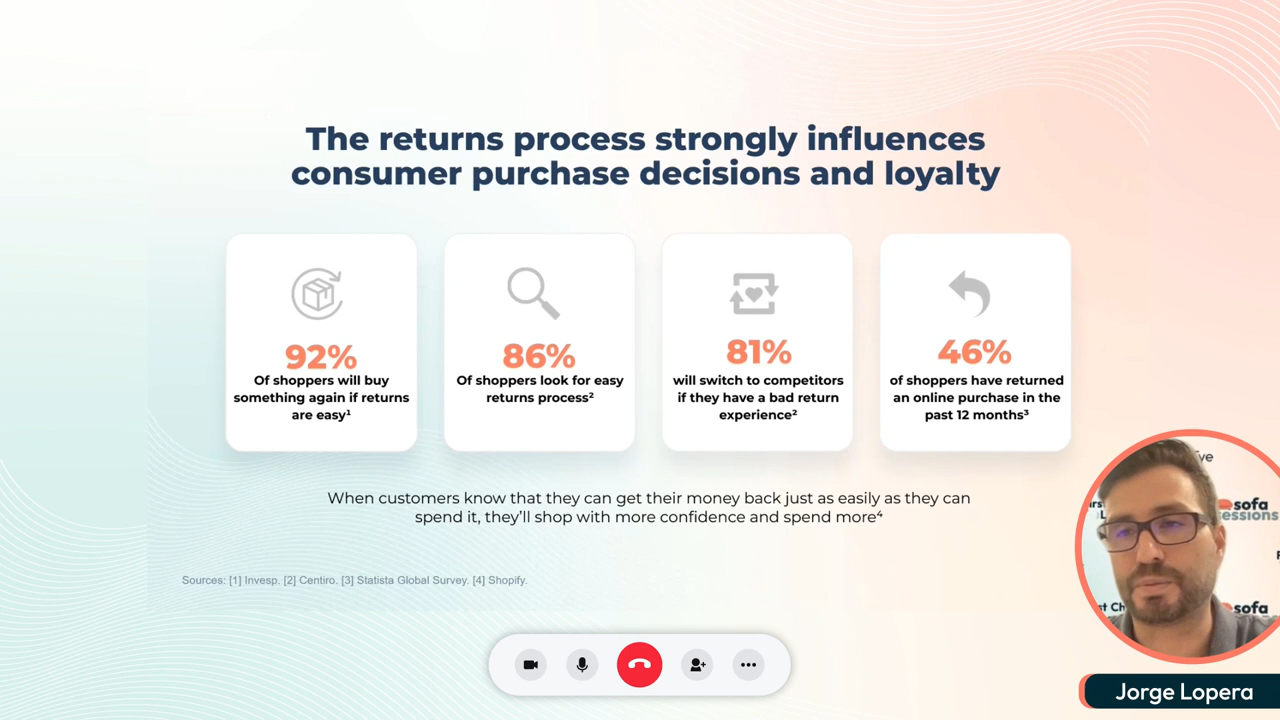 The returns process strongly influences
consumer purchase decisions and loyalty
92%
Of shoppers will buy
something again if returns
are easy¹
86%
Of shoppers look for easy
returns process²
81%
will switch to competitors
if they have a bad return
experience²
46%
of shoppers have returned
an online purchase in the
past 12 months³
When customers know that they can get their money back just as easily as they can
spend it, they’ll shop with more confidence and spend more⁴
Sources: [1] Invesp. [2] Centiro. [3] Statista Global Survey. [4] Shopify.
sofa
sessions
sofa
Jorge Lopera